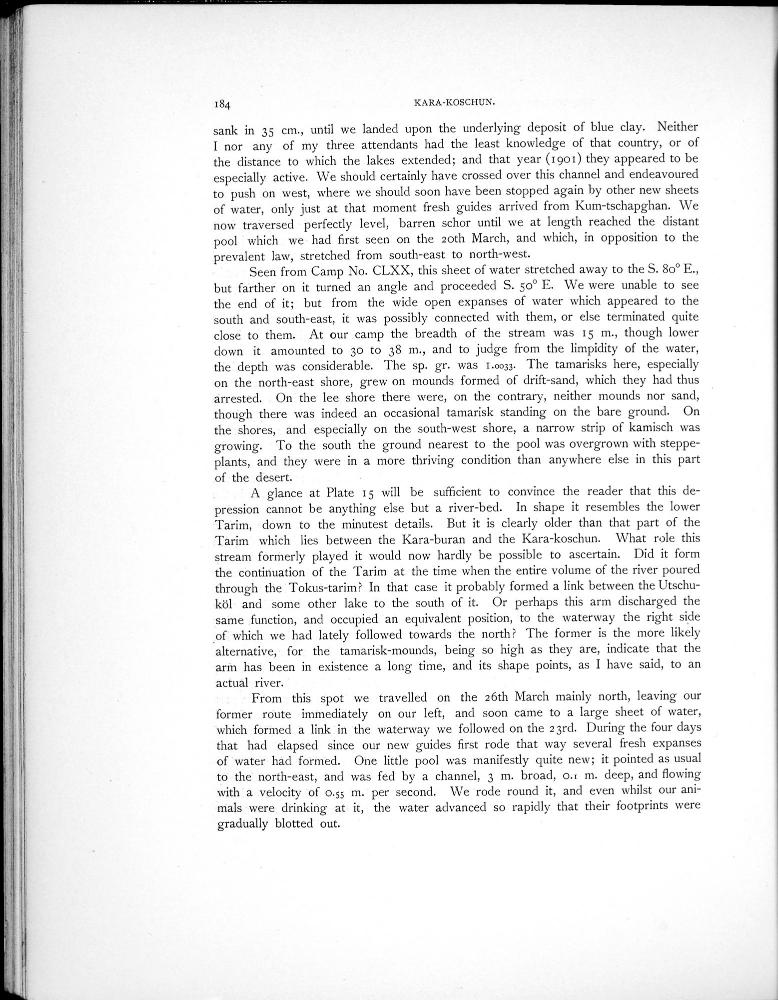 184
KARA-KOSCHUN.
sank in 35 cm., until we landed upon the underlying deposit of blue clay. Neither
I nor any of my three attendants had the least knowledge of that country, or of
the distance to which the lakes extended; and that year (1901) they appeared to be
especially active. We should certainly have crossed over this channel and endeavoured
to push on west, where we should soon have been stopped again by other new sheets
of water, only just at that moment fresh guides arrived from Kum-tschapghan. We
now traversed perfectly level, barren schor until we at length reached the distant
pool which we had first seen on the 20th March, and which, in opposition to the
prevalent law, stretched from south-east to north-west.
Seen from Camp No. CLXX, this sheet of water stretched away to the S. 80° E.,
but farther on it turned an angle and proceeded S. 50° E. We were unable to see
the end of it; but from the wide open expanses of water which appeared to the
south and south-east, it was possibly connected with them, or else terminated quite
close to them. At our camp the breadth of the stream was 15 m., though lower
down it amounted to 30 to 38 m., and to judge from the limpidity of the water,
the depth was considerable. The sp. gr. was 1.0033. The tamarisks here, especially
on the north-east shore, grew on mounds formed of drift-sand, which they had thus
arrested. On the lee shore there were, on the contrary, neither mounds nor sand,
though there was indeed an occasional tamarisk standing on the bare ground. On
the shores, and especially on the south-west shore, a narrow strip of kamisch was
growing. To the south the ground nearest to the pool was overgrown with steppe-
plants, and they were in a more thriving condition than anywhere else in this part
of the desert.
A glance at Plate 15 will be sufficient to convince the reader that this de-
pression cannot be anything else but a river-bed. In shape it resembles the lower
Tarim, down to the minutest details. But it is clearly older than that part of the
Tarim which lies between the Kara-buran and the Kara-koschun. What role this
stream formerly played it would now hardly be possible to ascertain. Did it form
the continuation of the Tarim at the time when the entire volume of the river poured
through the Tokus-tarim? In that case it probably formed a link between the Utschu-
köl and some other lake to the south of it. Or perhaps this arm discharged the
same function, and occupied an equivalent position, to the waterway the right side
of which we had lately followed towards the north? The former is the more likely
alternative, for the tamarisk-mounds, being so high as they are, indicate that the
arm has been in existence a long time, and its shape points, as I have said, to an
actual river.
From this spot we travelled on the 26th March mainly north, leaving our
former route immediately on our left, and soon came to a large sheet of water,
which formed a link in the waterway we followed on the 23rd. During the four days
that had elapsed since our new guides first rode that way several fresh expanses
of water had formed. One little pool was manifestly quite new; it pointed as usual
to the north-east, and was fed by a channel, 3 m. broad, 0.1 m. deep, and flowing
with a velocity of 0.55 m. per second. We rode round it, and even whilst our ani-
mals were drinking at it, the water advanced so rapidly that their footprints were
gradually blotted out.